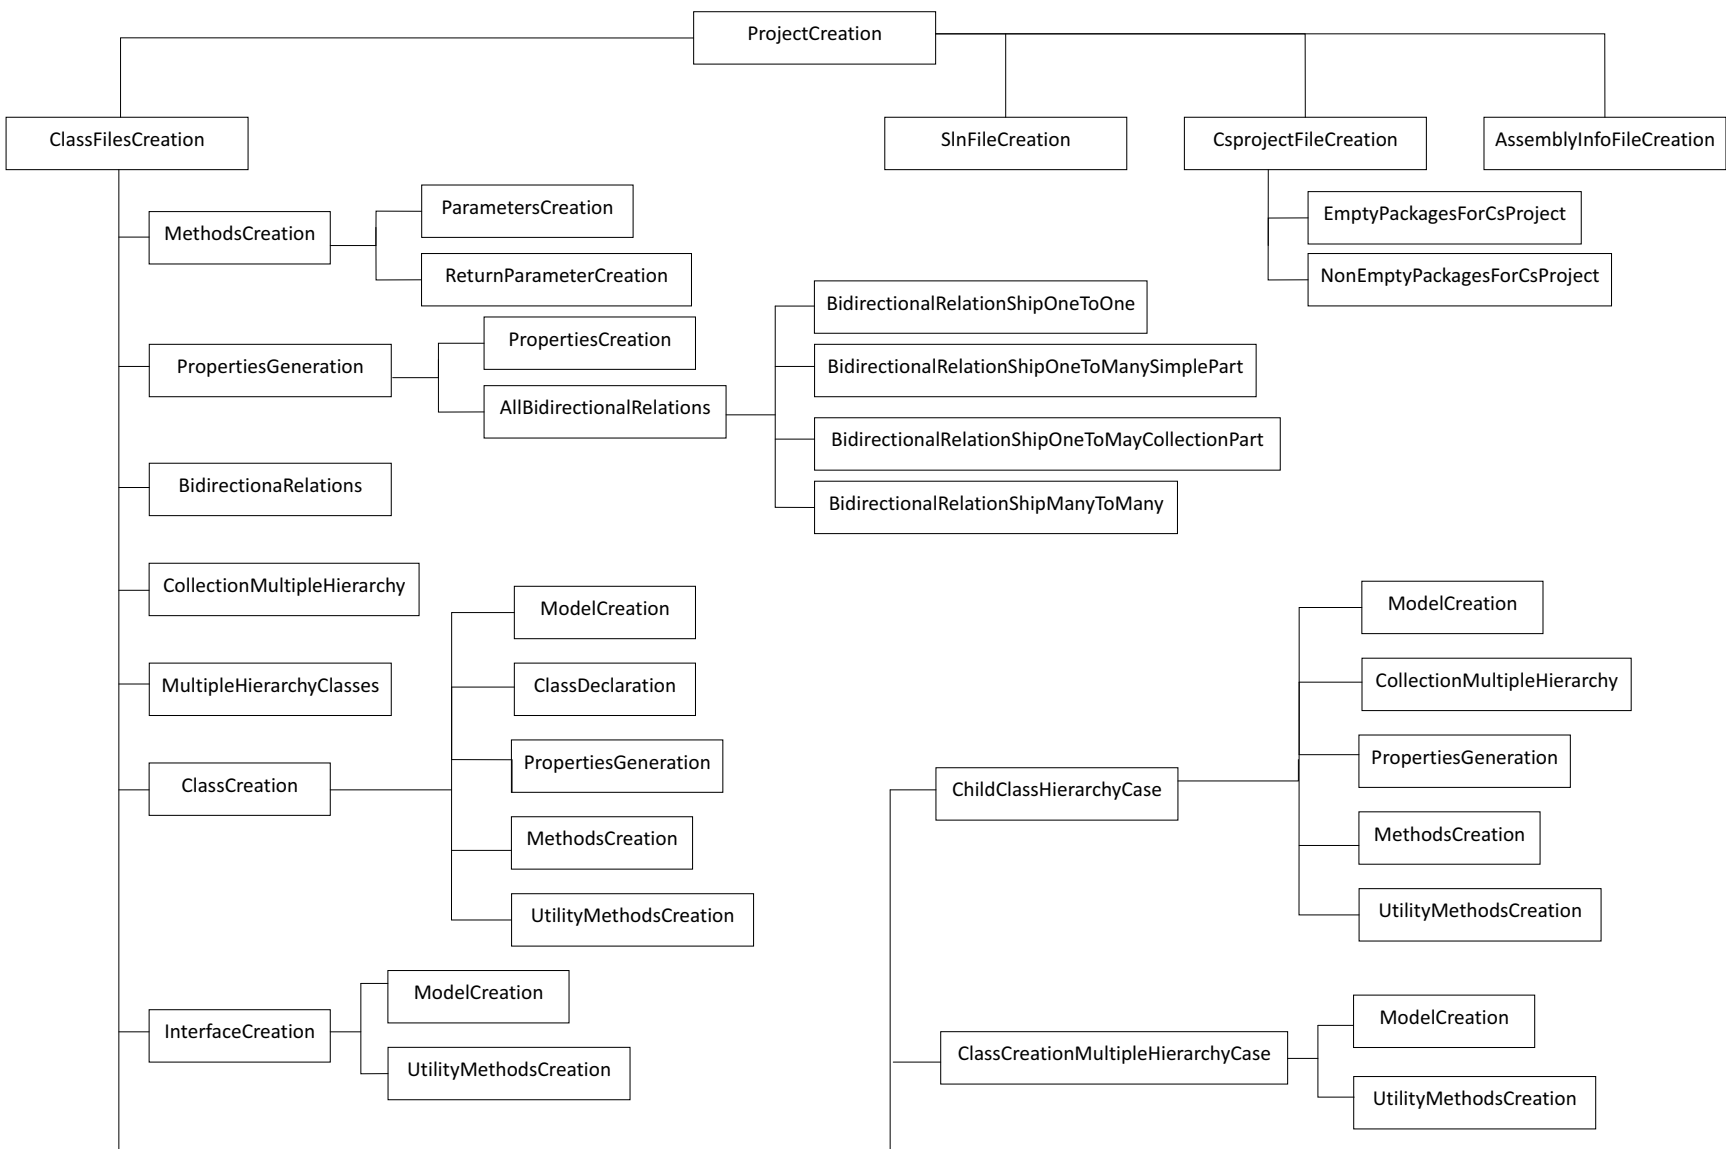 ProjectCreation
ClassFilesCreation
SlnFileCreation
CsprojectFileCreation
AssemblyInfoFileCreation
EmptyPackagesForCsProject
NonEmptyPackagesForCsProject
MethodsCreation
ParametersCreation
ReturnParameterCreation
PropertiesGeneration
PropertiesCreation
AllBidirectionalRelations
BidirectionalRelationShipOneToOne
BidirectionalRelationShipOneToManySimplePart
BidirectionalRelationShipOneToMayCollectionPart
BidirectionalRelationShipManyToMany
BidirectionaRelations
CollectionMultipleHierarchy
MultipleHierarchyClasses
ClassCreation
ModelCreation
ClassDeclaration
PropertiesGeneration
MethodsCreation
UtilityMethodsCreation
InterfaceCreation
ModelCreation
UtilityMethodsCreation
ChildClassHierarchyCase
ModelCreation
CollectionMultipleHierarchy
PropertiesGeneration
MethodsCreation
UtilityMethodsCreation
ClassCreationMultipleHierarchyCase
ModelCreation
UtilityMethodsCreation